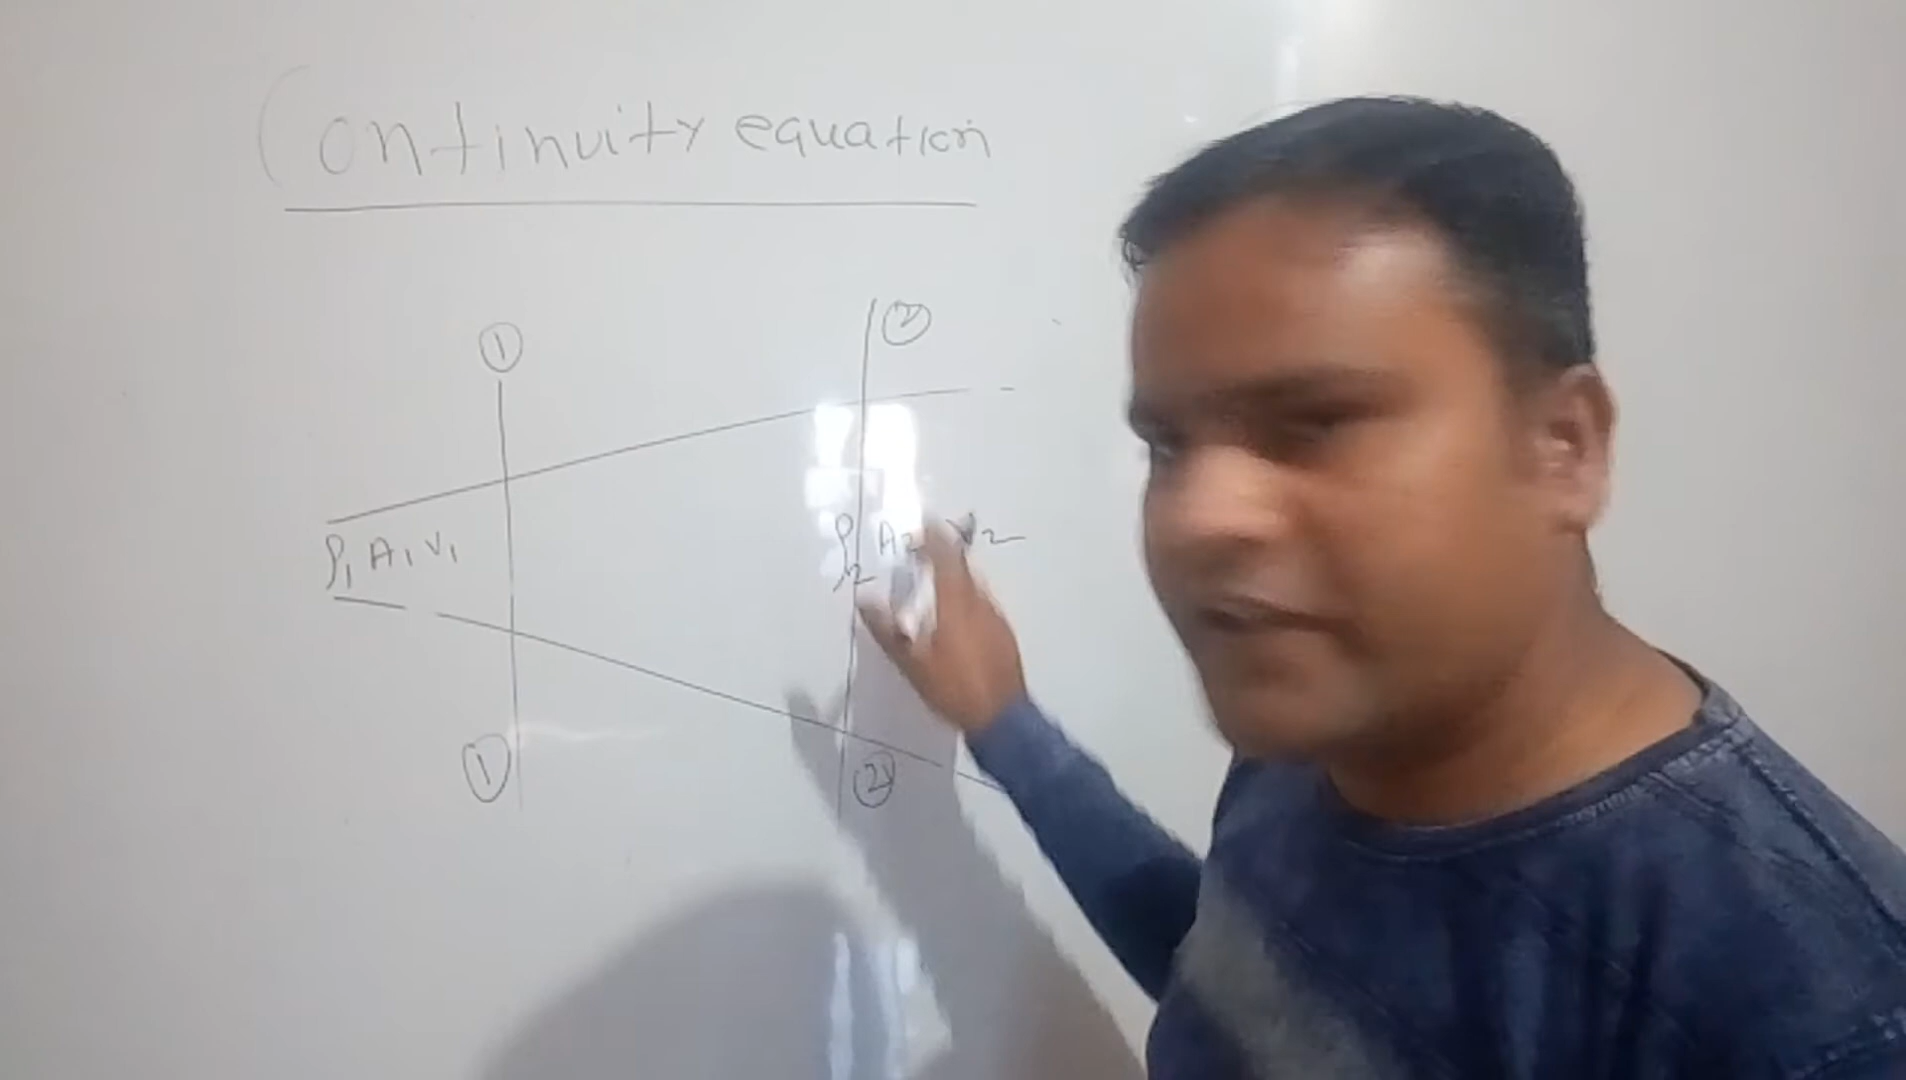 Continuity equation
① ②
ρ₁ A₁ V₁ ρ₂ A₂ V₂
① ②